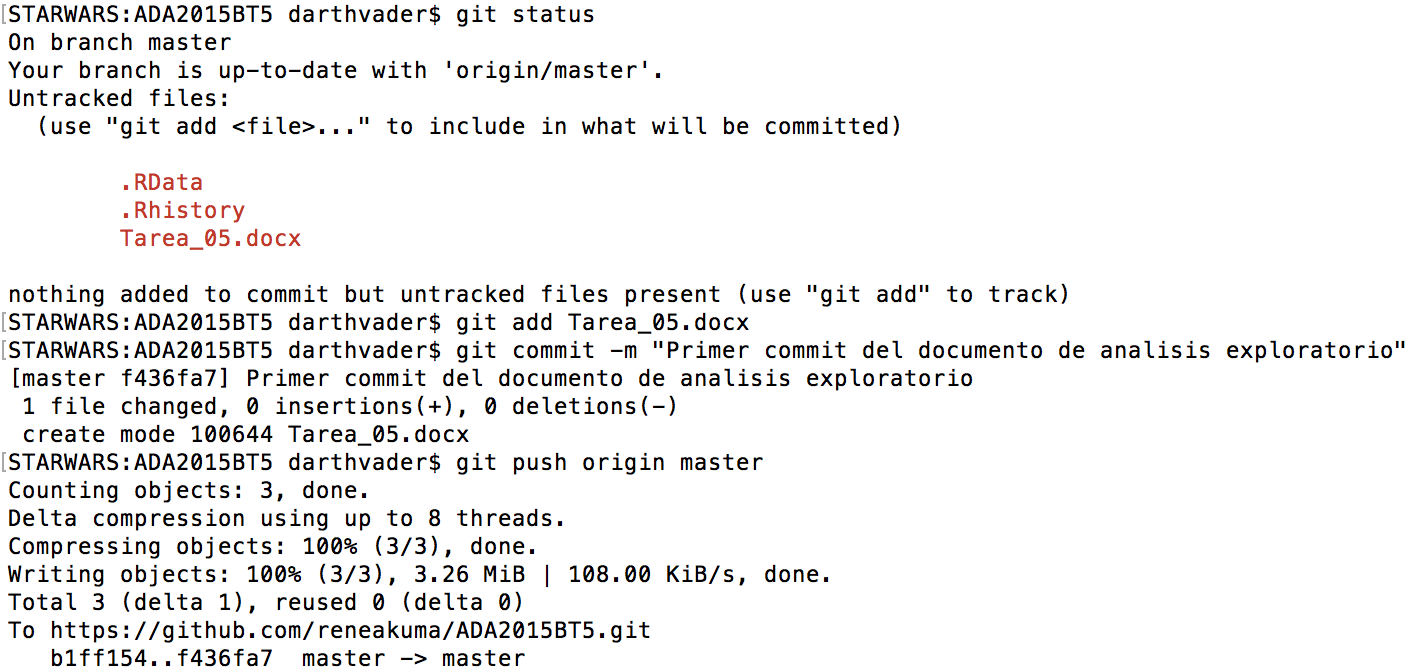 [STARWARS:ADA2015BT5 darthvader$ git status
On branch master
Your branch is up-to-date with 'origin/master'.
Untracked files:
  (use "git add <file>..." to include in what will be committed)
.RData
.Rhistory
Tarea_05.docx
nothing added to commit but untracked files present (use "git add" to track)
[STARWARS:ADA2015BT5 darthvader$ git add Tarea_05.docx
[STARWARS:ADA2015BT5 darthvader$ git commit -m "Primer commit del documento de analisis exploratorio"
[master f436fa7] Primer commit del documento de analisis exploratorio
 1 file changed, 0 insertions(+), 0 deletions(-)
 create mode 100644 Tarea_05.docx
[STARWARS:ADA2015BT5 darthvader$ git push origin master
Counting objects: 3, done.
Delta compression using up to 8 threads.
Compressing objects: 100% (3/3), done.
Writing objects: 100% (3/3), 3.26 MiB | 108.00 KiB/s, done.
Total 3 (delta 1), reused 0 (delta 0)
To https://github.com/reneakuma/ADA2015BT5.git
   b1ff154..f436fa7  master -> master